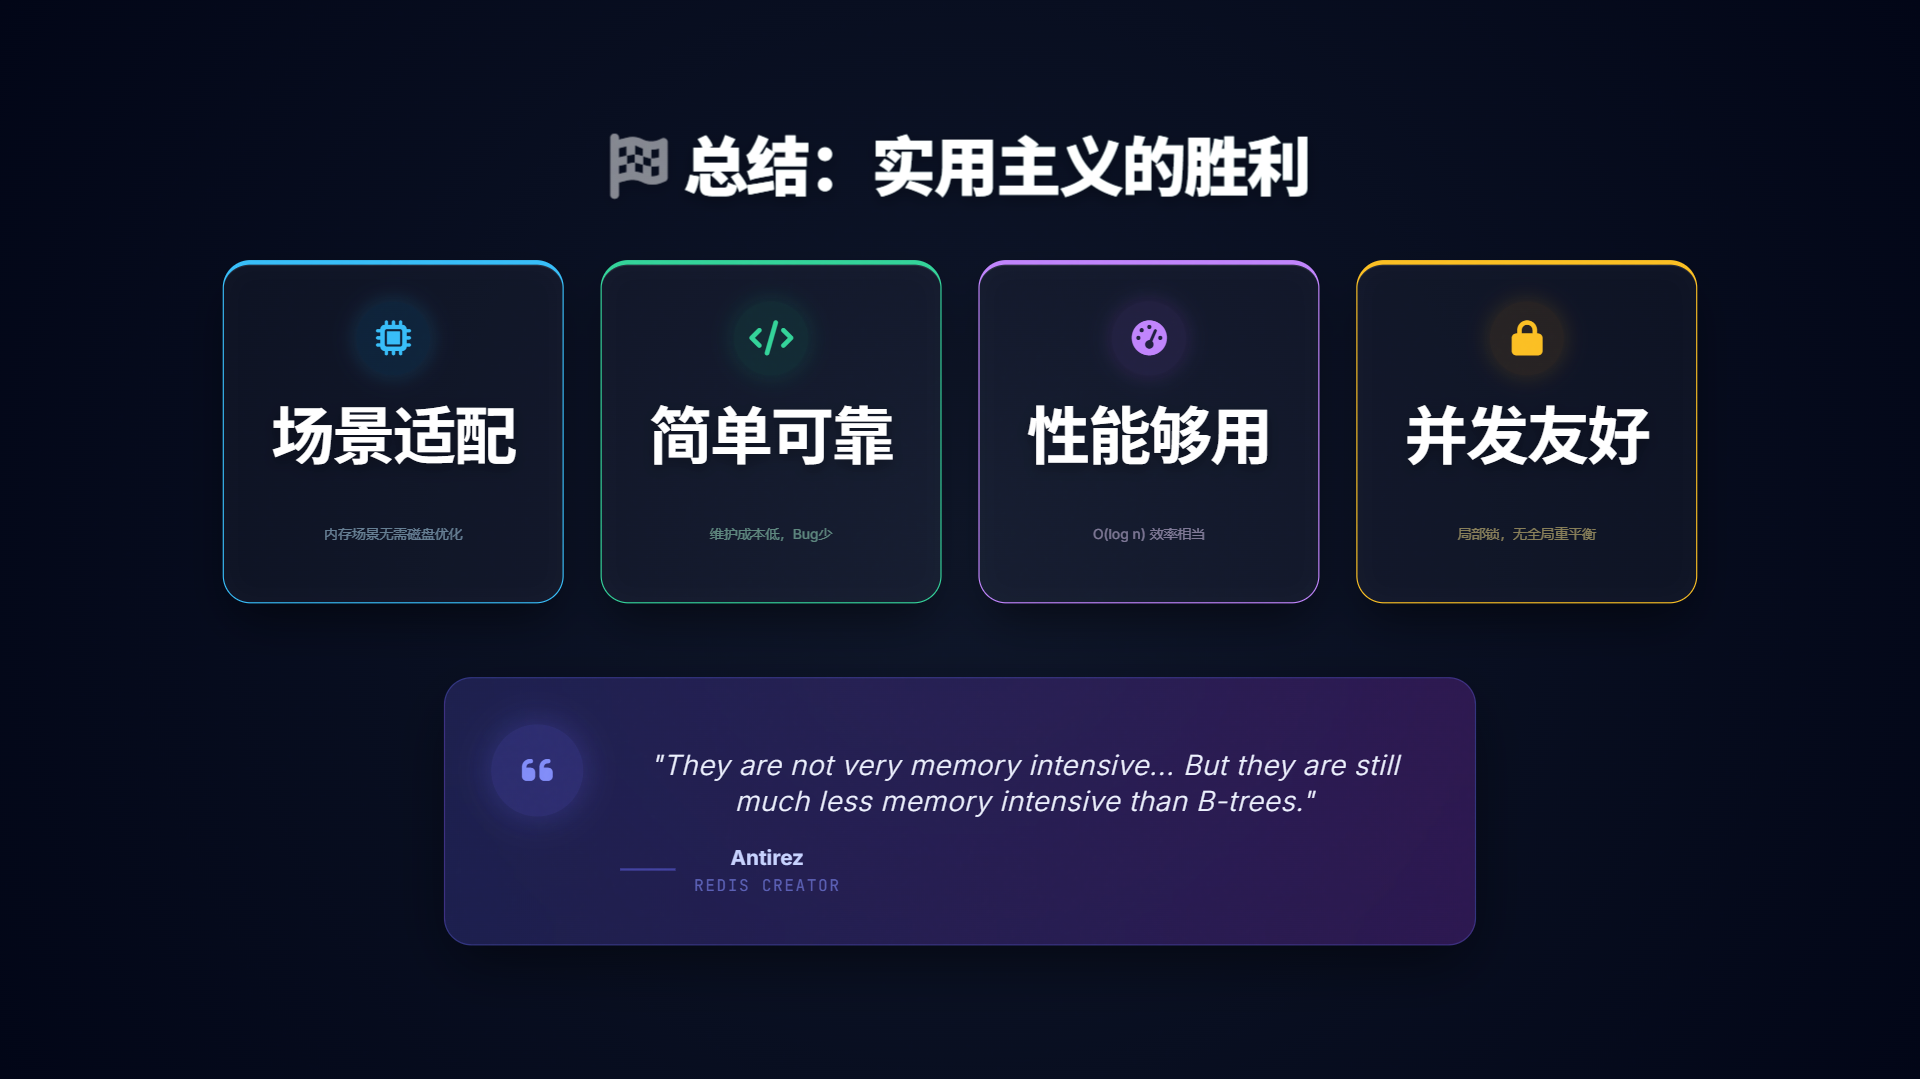 总结：实用主义的胜利
场景适配
内存场景无需磁盘优化
简单可靠
维护成本低，Bug少
性能够用
O(log n) 效率相当
并发友好
局部锁，无全局重平衡
"They are not very memory intensive... But they are still
much less memory intensive than B-trees."
Antirez
REDIS CREATOR